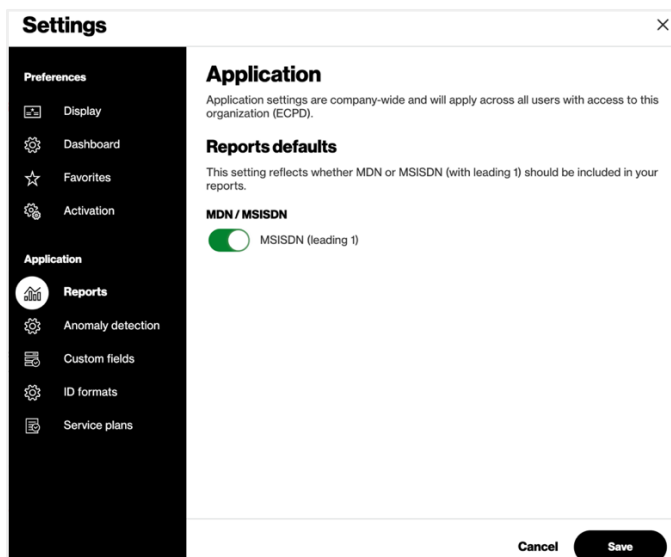 Settings
Preferences
Display
Dashboard
Favorites
Activation
Application
Reports
Anomaly detection
Custom fields
ID formats
Service plans
Application
Application settings are company-wide and will apply across all users with access to this
organization (ECPD).
Reports defaults
This setting reflects whether MDN or MSISDN (with leading 1) should be included in your
reports.
MDN / MSISDN
MSISDN (leading 1)
Cancel
Save